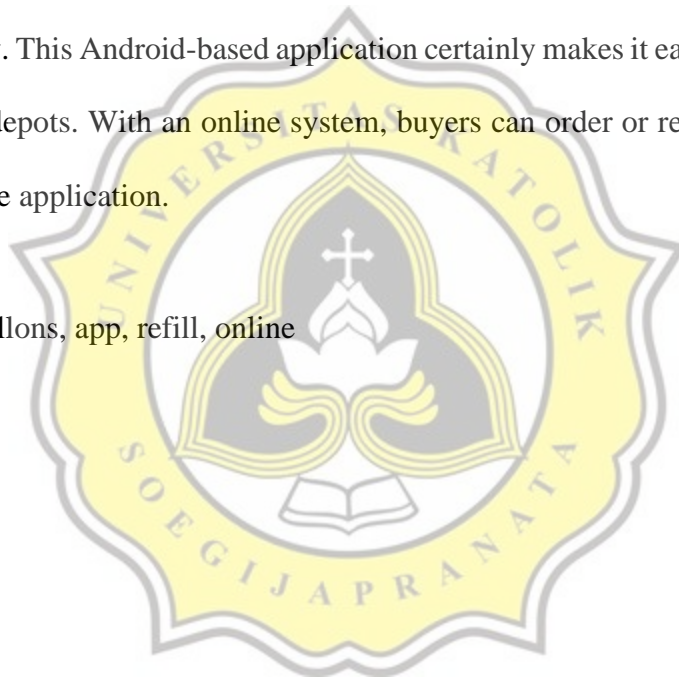 . This Android-based application certainly makes it ea
depots. With an online system, buyers can order or re
e application.
llons, app, refill, online
UNIVERSITAS KATOLIK
SOEGIJAPRANATA